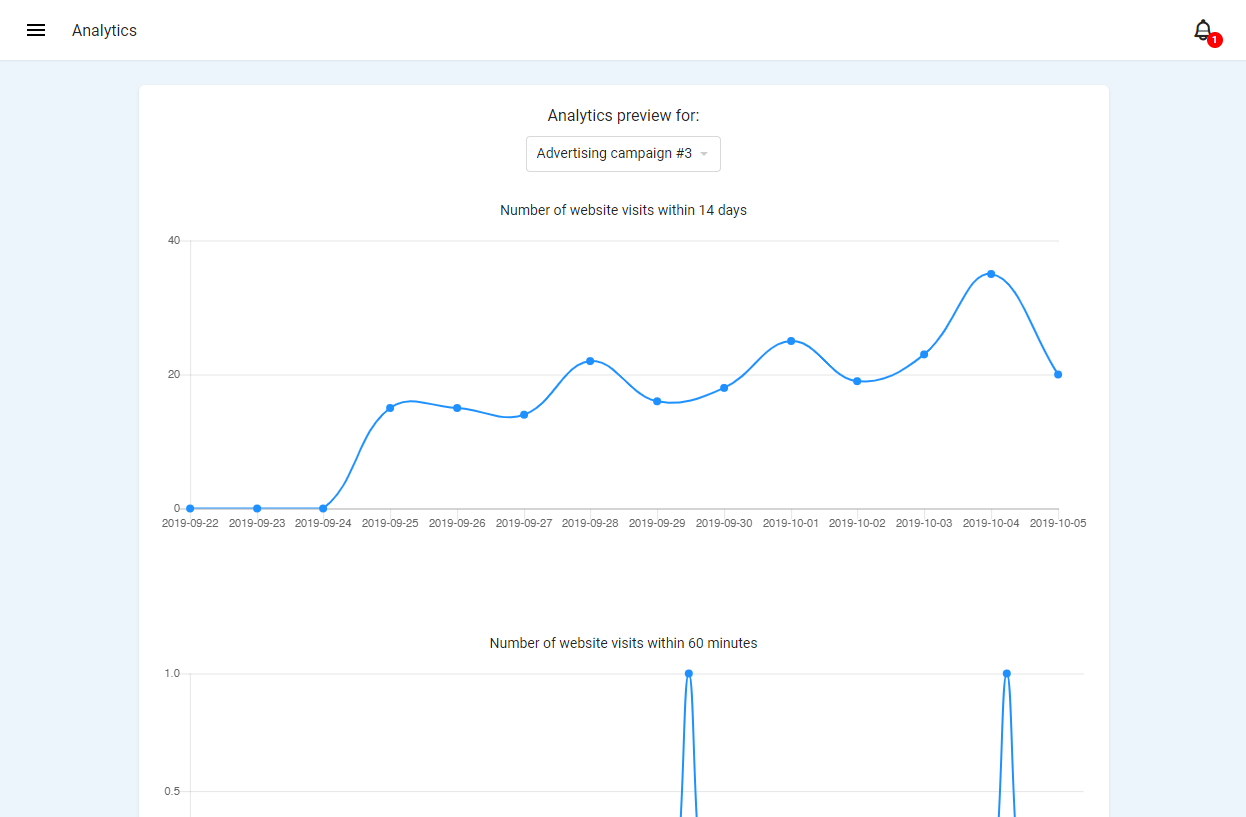 Analytics
1
Analytics preview for:
Advertising campaign #3
Number of website visits within 14 days
40
20
0
2019-09-22 2019-09-23 2019-09-24 2019-09-25 2019-09-26 2019-09-27 2019-09-28 2019-09-29 2019-09-30 2019-10-01 2019-10-02 2019-10-03 2019-10-04 2019-10-05
Number of website visits within 60 minutes
1.0
0.5